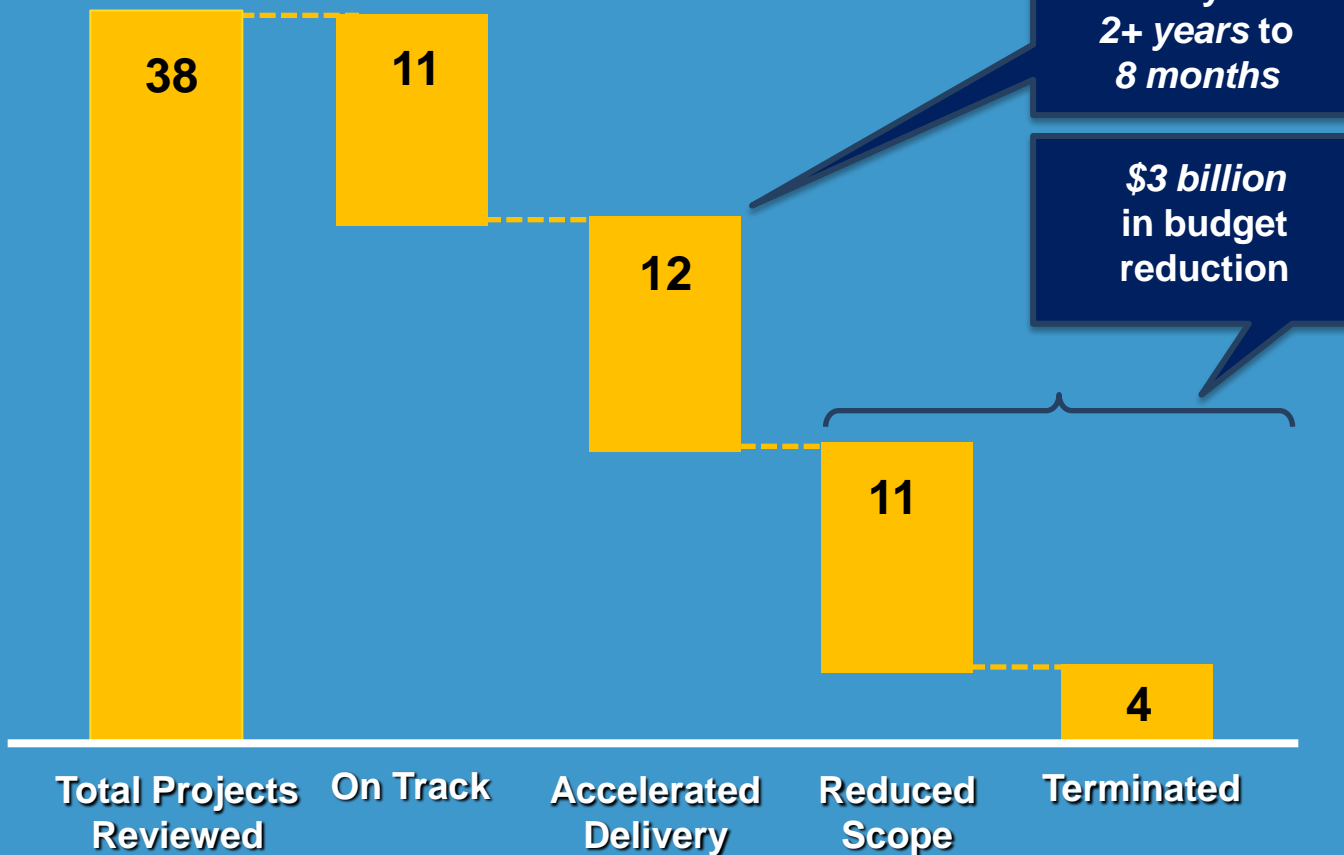 2+ years to
8 months
$3 billion
in budget
reduction
38
11
12
11
4
Total Projects
Reviewed
On Track
Accelerated
Delivery
Reduced
Scope
Terminated